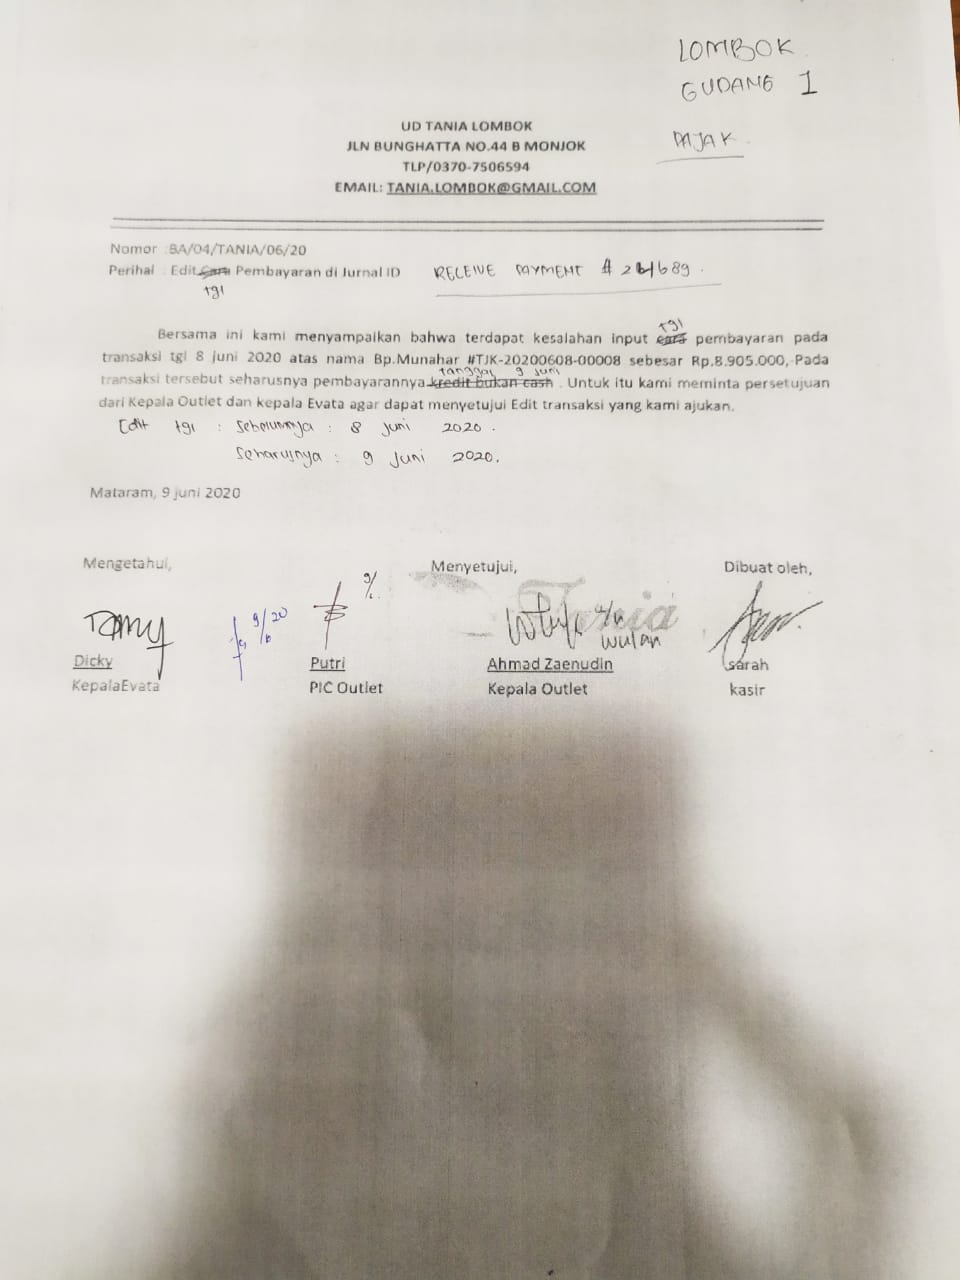 LOMBOK
GUDANG 1
PAJAK
UD TANIA LOMBOK
JLN BUNGHATTA NO.44 B MONJOK
TLP/0370-7506594
EMAIL: TANIA.LOMBOK@GMAIL.COM
Nomor :BA/04/TANIA/06/20
Perihal : Edit cara Pembayaran di Jurnal ID RECEIVE PAYMENT
tgl
tgl
Bersama ini kami menyampaikan bahwa terdapat kesalahan input cara pembayaran pada
transaksi tgl 8 juni 2020 atas nama Bp.Munahar #TJK-20200608-00008 sebesar Rp.8.905.000,-Pada
tanggal 9 juni
transaksi tersebut seharusnya pembayarannya kredit bukan cash . Untuk itu kami meminta persetujuan
dari Kepala Outlet dan kepala Evata agar dapat menyetujui Edit transaksi yang kami ajukan.
Edit tgl : Sebelumnya : 8 Juni 2020.
Seharusnya : 9 Juni 2020.
Mataram, 9 juni 2020
Mengetahui, Menyetujui, Dibuat oleh,
9/6 20
Tania
wulan
Dicky Putri Ahmad Zaenudin sarah
KepalaEvata PIC Outlet Kepala Outlet kasir